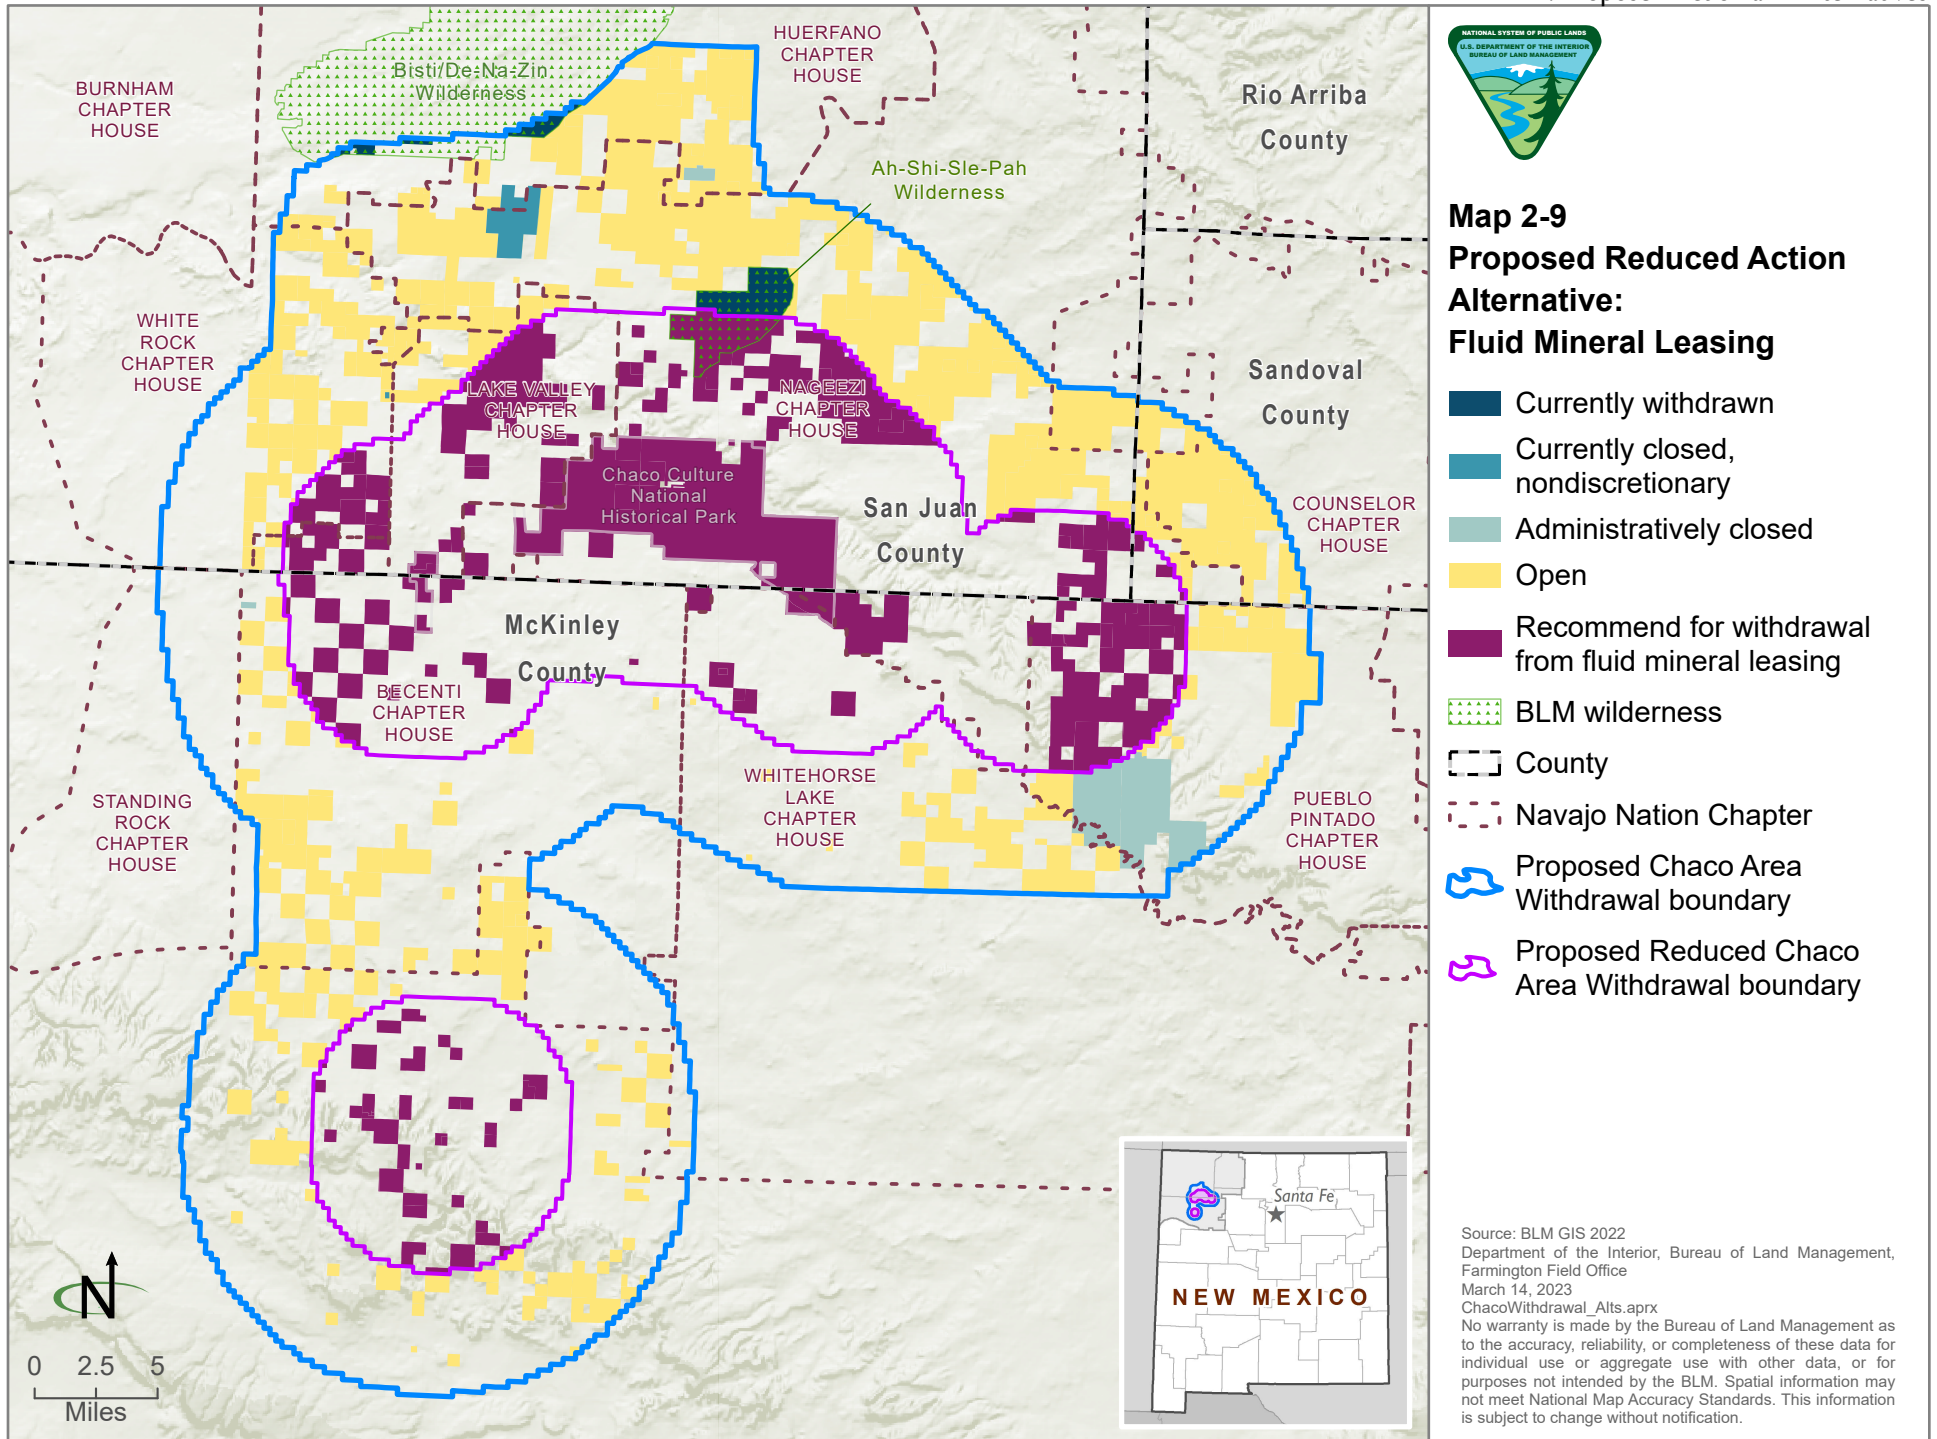 NATIONAL SYSTEM OF PUBLIC LANDS
U.S. DEPARTMENT OF THE INTERIOR
BUREAU OF LAND MANAGEMENT
Map 2-9
Proposed Reduced Action
Alternative:
Fluid Mineral Leasing
Currently withdrawn
Currently closed,
nondiscretionary
Administratively closed
Open
Recommend for withdrawal
from fluid mineral leasing
BLM wilderness
County
Navajo Nation Chapter
Proposed Chaco Area
Withdrawal boundary
Proposed Reduced Chaco
Area Withdrawal boundary
BURNHAM
CHAPTER
HOUSE
Bisti/De-Na-Zin
Wilderness
HUERFANO
CHAPTER
HOUSE
Rio Arriba
County
Ah-Shi-Sle-Pah
Wilderness
WHITE
ROCK
CHAPTER
HOUSE
LAKE VALLEY
CHAPTER
HOUSE
NAGEEZI
CHAPTER
HOUSE
Sandoval
County
Chaco Culture
National
Historical Park
San Juan
County
COUNSELOR
CHAPTER
HOUSE
McKinley
County
BECENTI
CHAPTER
HOUSE
STANDING
ROCK
CHAPTER
HOUSE
WHITEHORSE
LAKE
CHAPTER
HOUSE
PUEBLO
PINTADO
CHAPTER
HOUSE
N
0 2.5 5
Miles
Santa Fe
NEW MEXICO
Source: BLM GIS 2022
Department of the Interior, Bureau of Land Management,
Farmington Field Office
March 14, 2023
ChacoWithdrawal_Alts.aprx
No warranty is made by the Bureau of Land Management as
to the accuracy, reliability, or completeness of these data for
individual use or aggregate use with other data, or for
purposes not intended by the BLM. Spatial information may
not meet National Map Accuracy Standards. This information
is subject to change without notification.